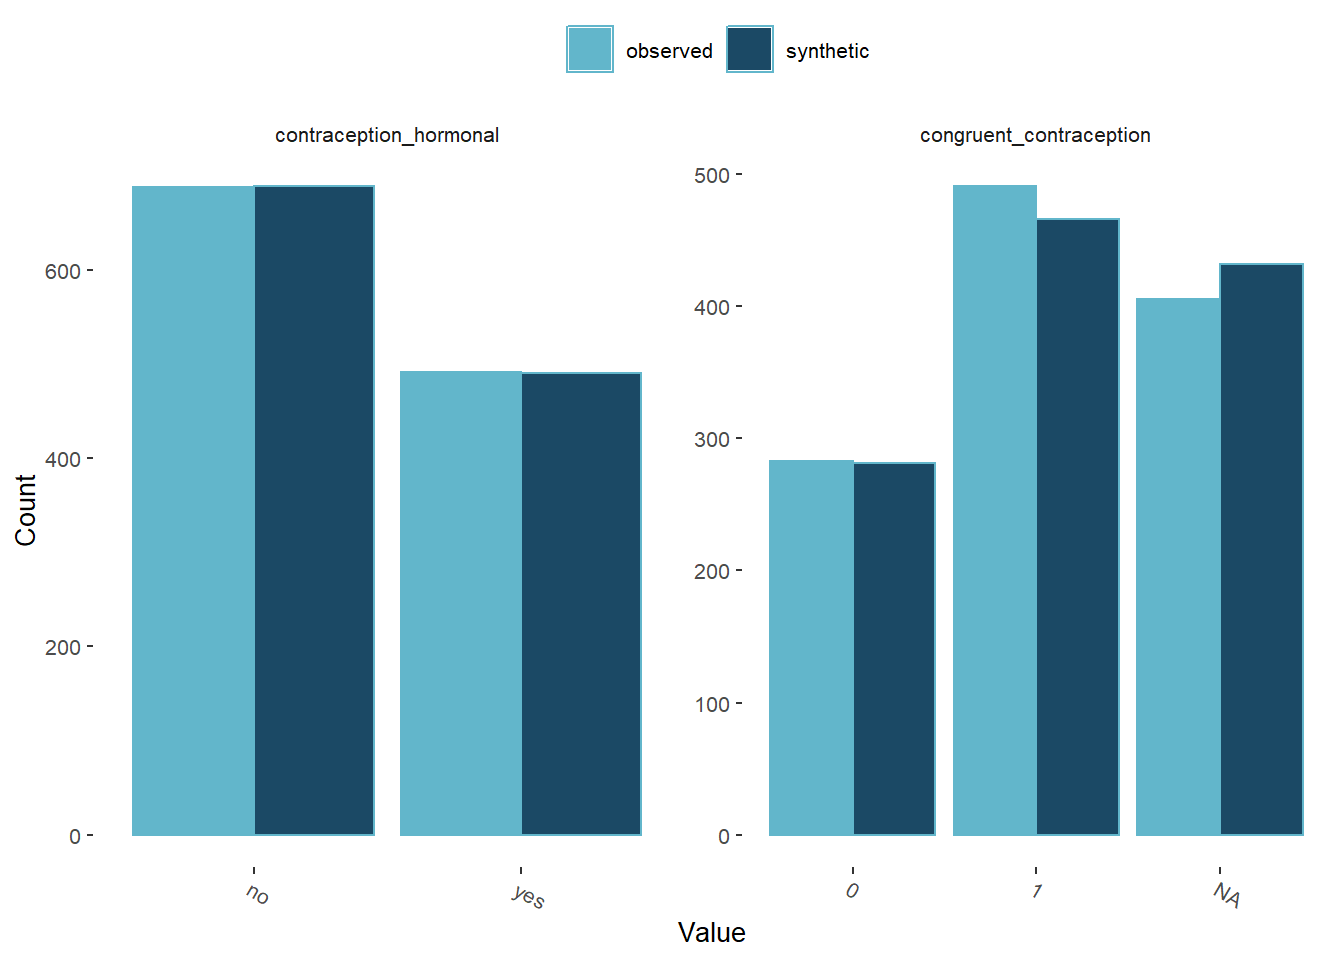 observed synthetic
contraception_hormonal
congruent_contraception
Count
600
400
200
0
500
400
300
200
100
0
no yes
0 1 NA
Value